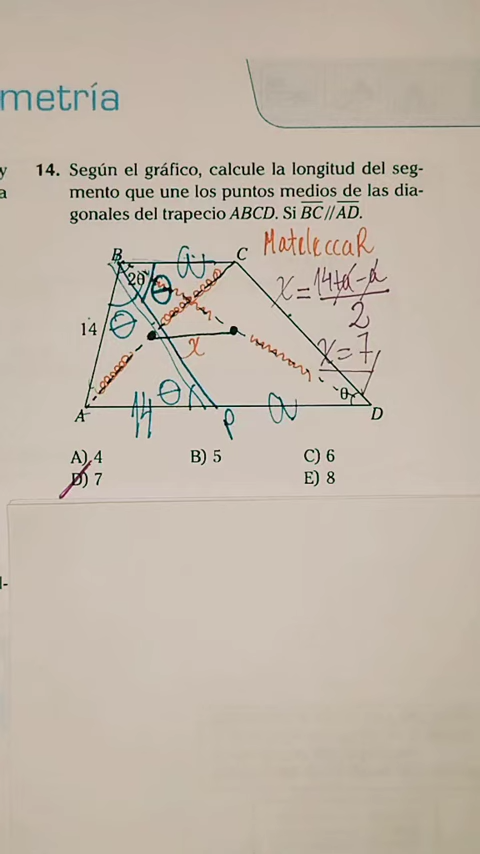 metría
y
a
14. Según el gráfico, calcule la longitud del seg-
mento que une los puntos medios de las dia-
gonales del trapecio ABCD. Si BC//AD.
B a C MateleccaR
2θ θ x = 14+a-a / 2
14 θ x x = 7
θ θ
A 14 P a D
A) 4 B) 5 C) 6
D) 7 E) 8
l-